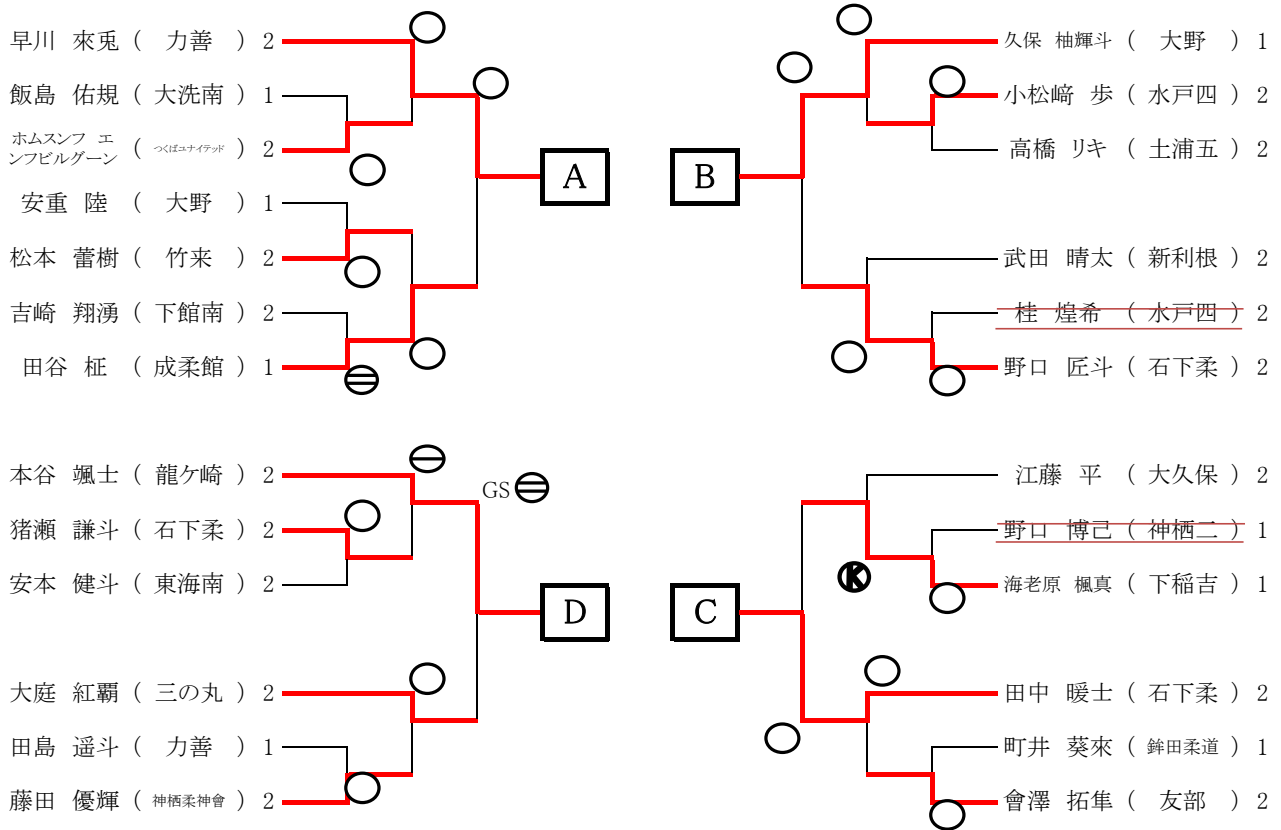 早川 來兎 ( 力善 ) 2
飯島 佑規 ( 大洗南 ) 1
ホムスンフ エ
ンフビルグーン ( つくばユナイテッド ) 2
安重 陸 ( 大野 ) 1
松本 蕾樹 ( 竹来 ) 2
吉崎 翔湧 ( 下館南 ) 2
田谷 柾 ( 成柔館 ) 1
A
本谷 颯士 ( 龍ケ崎 ) 2
猪瀬 謙斗 ( 石下柔 ) 2
安本 健斗 ( 東海南 ) 2
GS
D
大庭 紅覇 ( 三の丸 ) 2
田島 遥斗 ( 力善 ) 1
藤田 優輝 ( 神栖柔神會 ) 2
久保 柚輝斗 ( 大野 ) 1
小松﨑 歩 ( 水戸四 ) 2
高橋 リキ ( 土浦五 ) 2
B
武田 晴太 ( 新利根 ) 2
桂 煌希 ( 水戸四 ) 2
野口 匠斗 ( 石下柔 ) 2
江藤 平 ( 大久保 ) 2
野口 博己 ( 神栖二 ) 1
海老原 楓真 ( 下稲吉 ) 1
K
C
田中 暖士 ( 石下柔 ) 2
町井 葵來 ( 鉾田柔道 ) 1
會澤 拓隼 ( 友部 ) 2